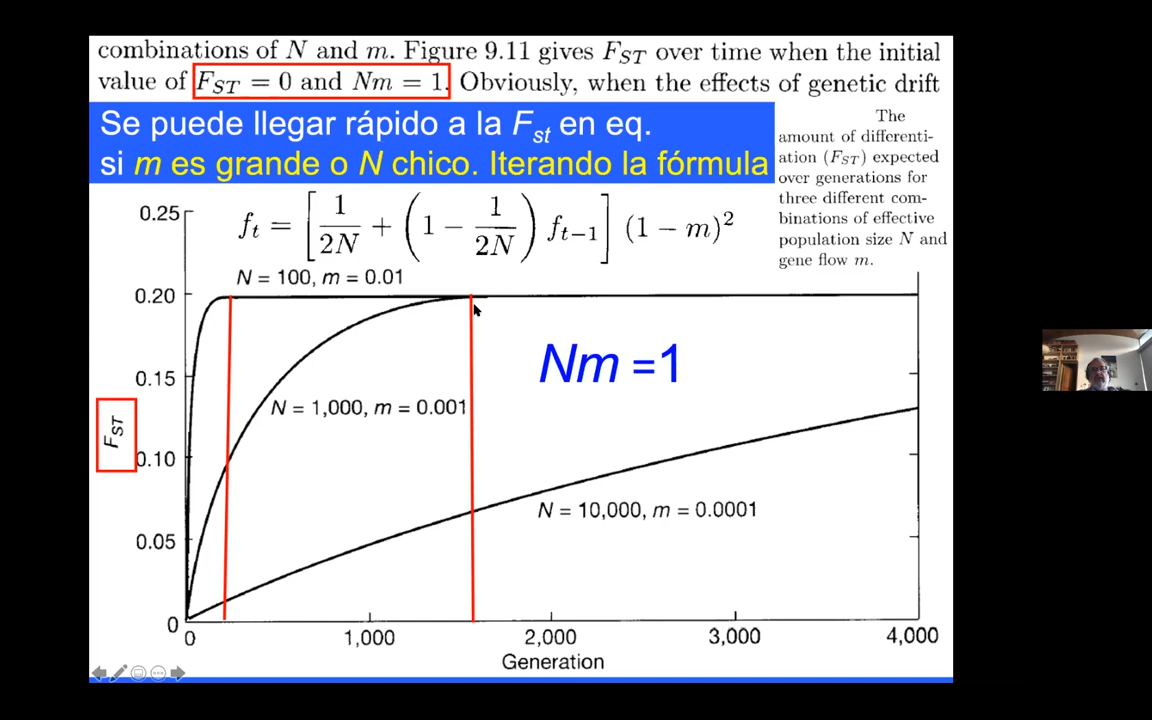 combinations of N and m. Figure 9.11 gives F_ST over time when the initial
value of F_ST = 0 and Nm = 1. Obviously, when the effects of genetic drift
Se puede llegar rápido a la F_st en eq.
si m es grande o N chico. Iterando la fórmula
The
amount of differenti-
ation (F_ST) expected
over generations for
three different com-
binations of effective
population size N and
gene flow m.
f_t = [ 1/2N + ( 1 − 1/2N ) f_{t−1} ] (1 − m)²
N = 100, m = 0.01
Nm =1
N = 1,000, m = 0.001
N = 10,000, m = 0.0001
F_ST
0.25
0.20
0.15
0.10
0.05
0
0 1,000 2,000 3,000 4,000
Generation